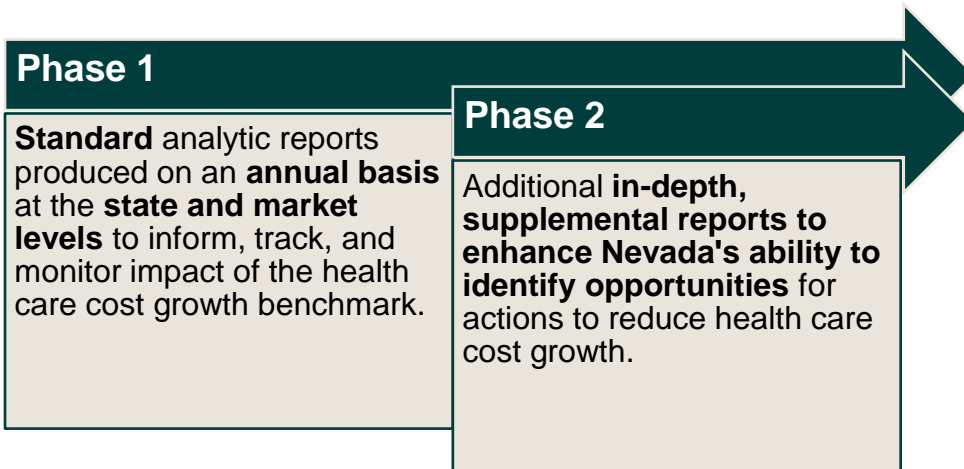 Phase 1
Standard analytic reports
produced on an annual basis
at the state and market
levels to inform, track, and
monitor impact of the health
care cost growth benchmark.
Phase 2
Additional in-depth,
supplemental reports to
enhance Nevada's ability to
identify opportunities for
actions to reduce health care
cost growth.